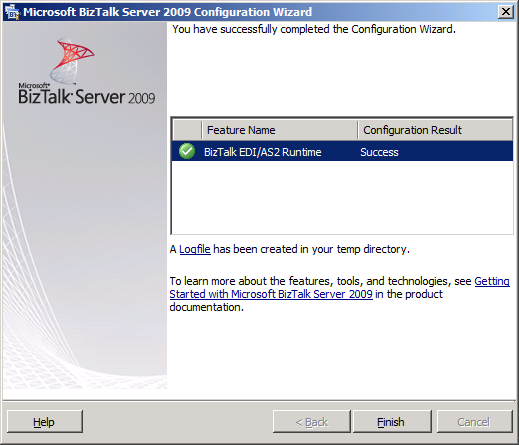 Microsoft BizTalk Server 2009 Configuration Wizard
You have successfully completed the Configuration Wizard.
Microsoft®
BizTalk® Server 2009
Feature Name Configuration Result
BizTalk EDI/AS2 Runtime Success
A Logfile has been created in your temp directory.
To learn more about the features, tools, and technologies, see Getting
Started with Microsoft BizTalk Server 2009 in the product
documentation.
Help < Back Finish Cancel